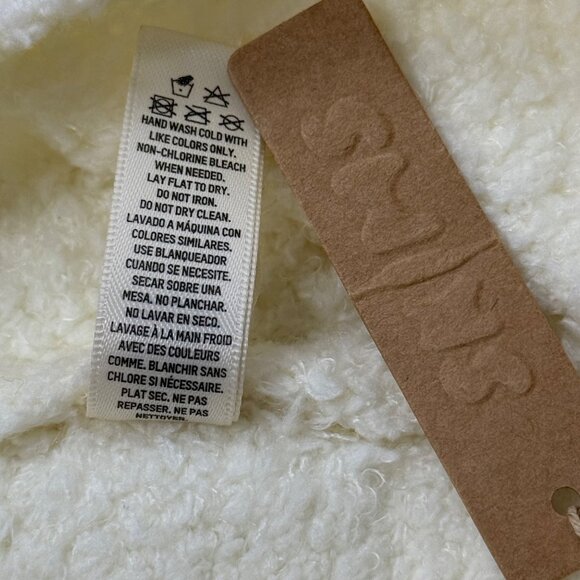 HAND WASH COLD WITH
LIKE COLORS ONLY.
NON-CHLORINE BLEACH
WHEN NEEDED.
LAY FLAT TO DRY.
DO NOT IRON.
DO NOT DRY CLEAN.
LAVADO A MÁQUINA CON
COLORES SIMILARES.
USE BLANQUEADOR
CUANDO SE NECESITE.
SECAR SOBRE UNA
MESA. NO PLANCHAR.
NO LAVAR EN SECO.
LAVAGE À LA MAIN FROID
AVEC DES COULEURS
COMME. BLANCHIR SANS
CHLORE SI NÉCESSAIRE.
PLAT SEC. NE PAS
REPASSER. NE PAS
NETTOYER.